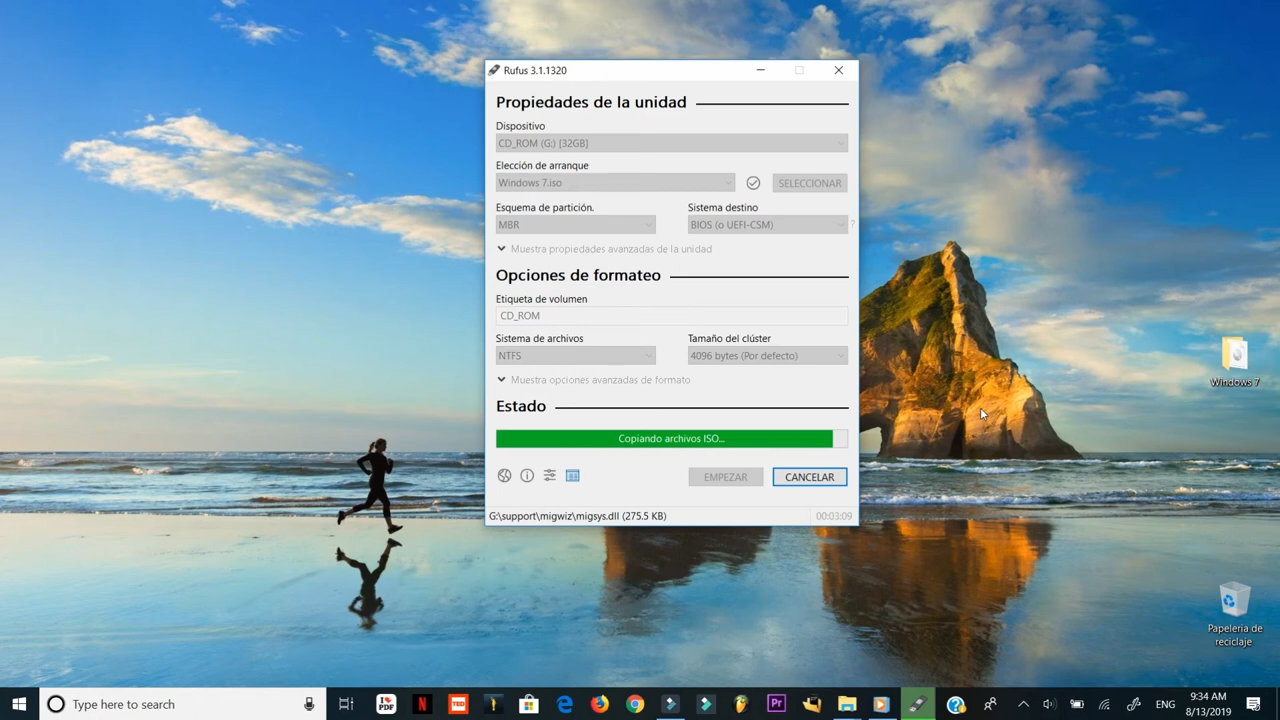 Rufus 3.1.1320
Propiedades de la unidad
Dispositivo
CD_ROM (G:) [32GB]
Elección de arranque
Windows 7.iso
SELECCIONAR
Esquema de partición.
Sistema destino
MBR
BIOS (o UEFI-CSM)
?
Muestra propiedades avanzadas de la unidad
Opciones de formateo
Etiqueta de volumen
CD_ROM
Sistema de archivos
Tamaño del clúster
NTFS
4096 bytes (Por defecto)
Muestra opciones avanzadas de formato
Estado
Copiando archivos ISO...
EMPEZAR
CANCELAR
G:\support\migwiz\migsys.dll (275.5 KB)
00:03:09
Windows 7
Papelería de
reciclaje
Type here to search
I
PDF
N
TED
Pr
ENG
9:34 AM
8/13/2019